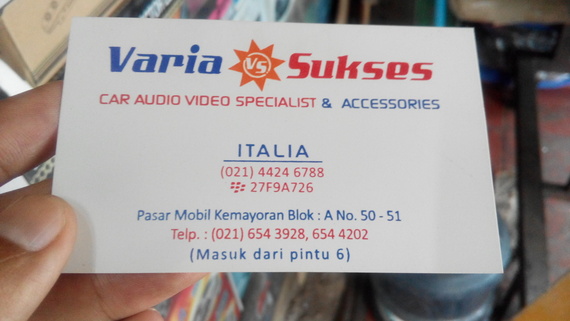 Varia VS Sukses
CAR AUDIO VIDEO SPECIALIST & ACCESSORIES
ITALIA
(021) 4424 6788
27F9A726
Pasar Mobil Kemayoran Blok : A No. 50 - 51
Telp. : (021) 654 3928, 654 4202
(Masuk dari pintu 6)